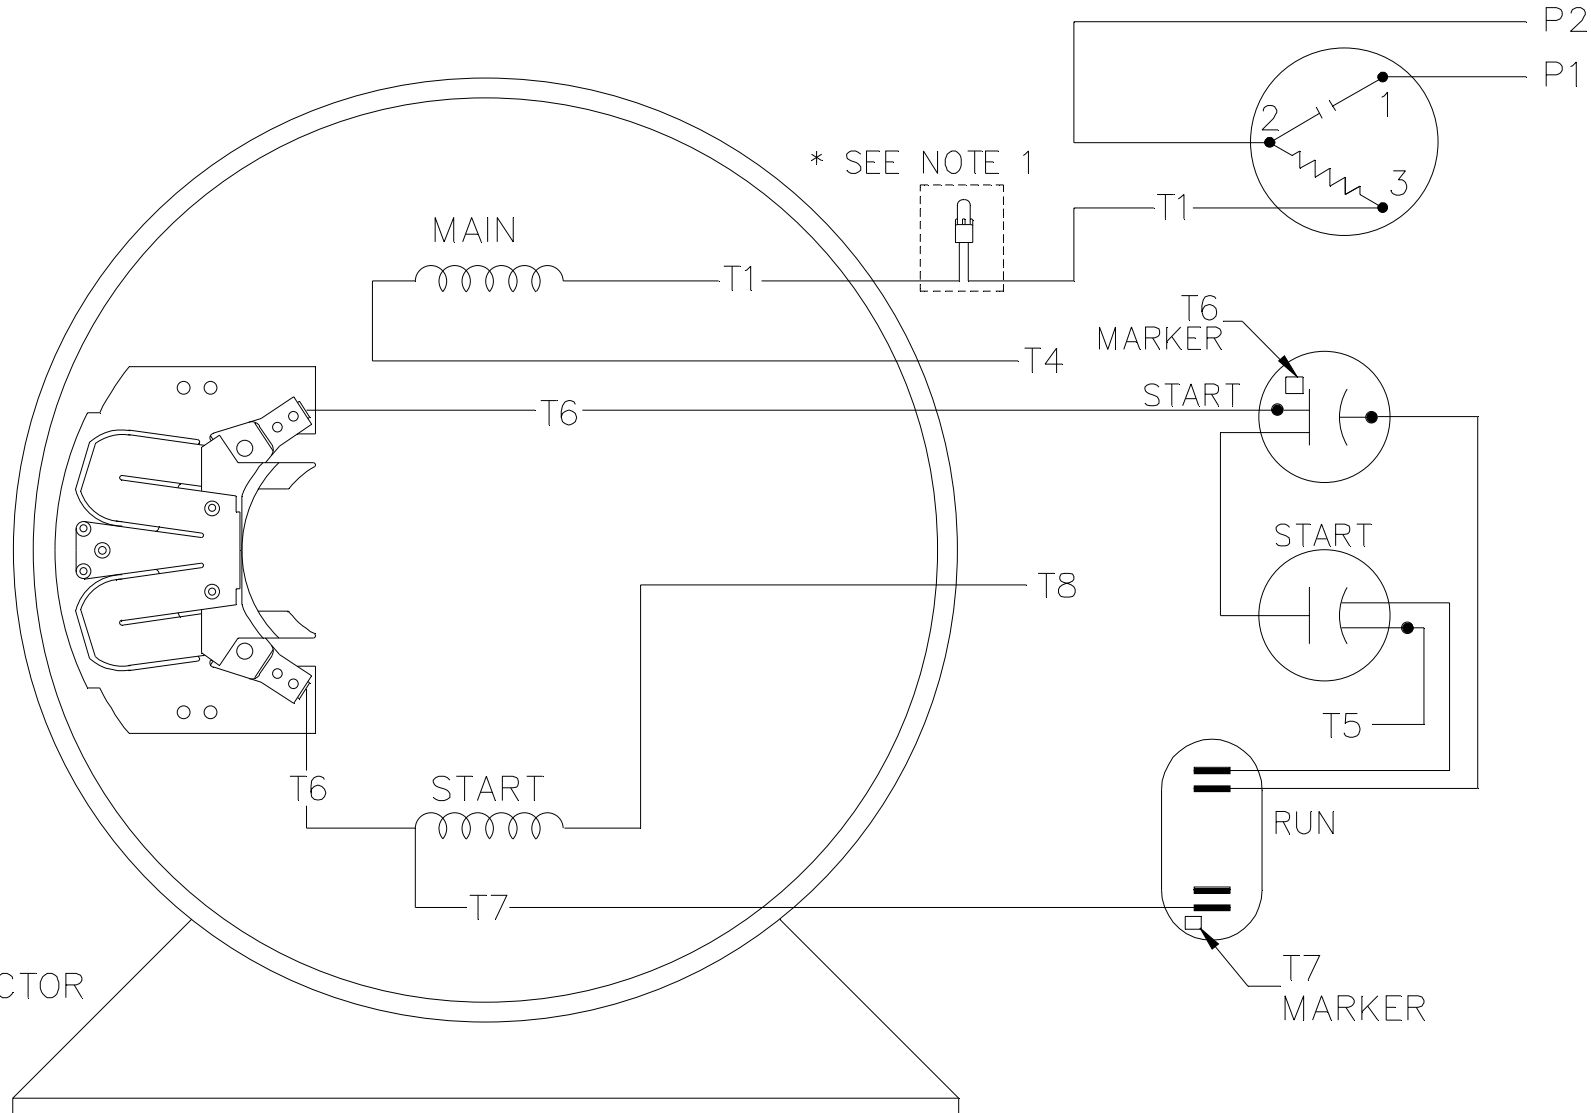 P2
P1
1
2
3
* SEE NOTE 1
T1
MAIN
T1
T6
MARKER
T4
START
T6
START
T8
T5
T6
START
RUN
T7
T7
MARKER
CTOR